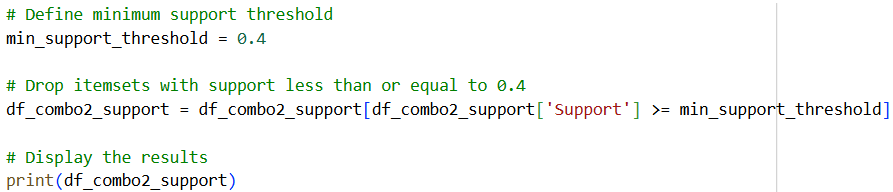 # Define minimum support threshold
min_support_threshold = 0.4
# Drop itemsets with support less than or equal to 0.4
df_combo2_support = df_combo2_support[df_combo2_support['Support'] >= min_support_threshold]
# Display the results
print(df_combo2_support)